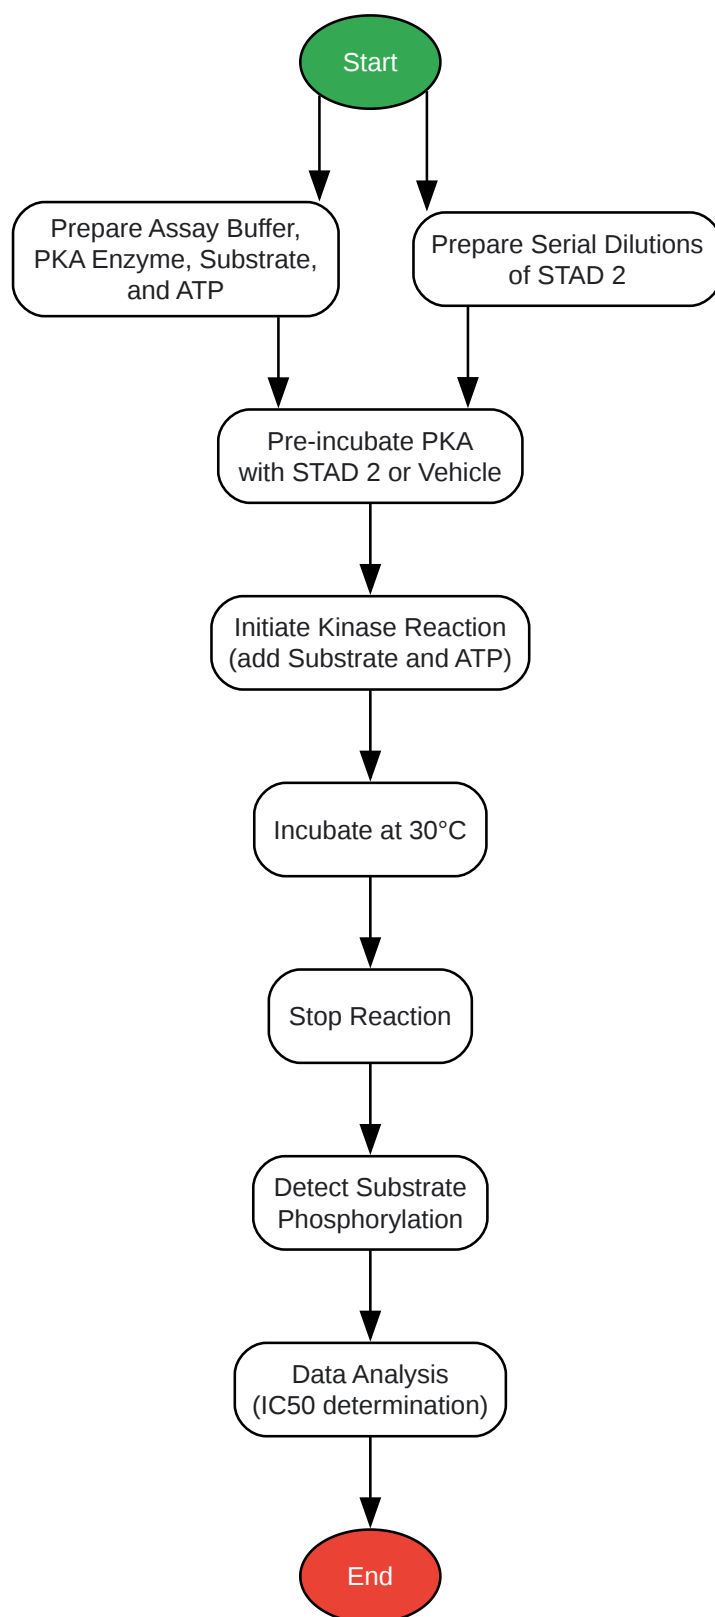 Start
Prepare Assay Buffer,
PKA Enzyme, Substrate,
and ATP
Prepare Serial Dilutions
of STAD 2
Pre-incubate PKA
with STAD 2 or Vehicle
Initiate Kinase Reaction
(add Substrate and ATP)
Incubate at 30°C
Stop Reaction
Detect Substrate
Phosphorylation
Data Analysis
(IC50 determination)
End